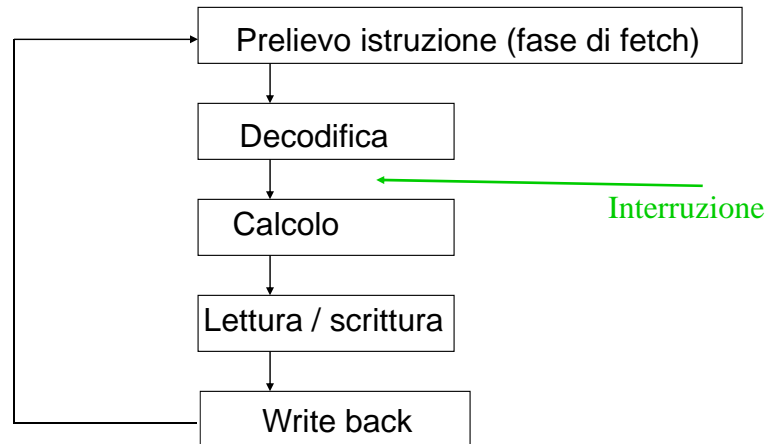 Prelievo istruzione (fase di fetch)
Decodifica
Interruzione
Calcolo
Lettura / scrittura
Write back